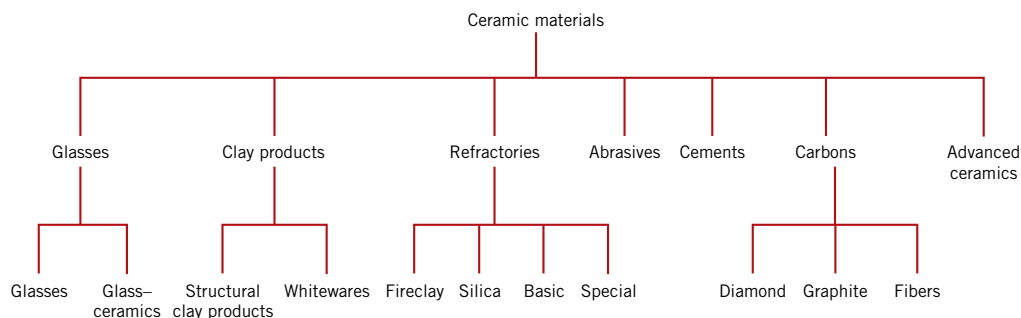 Ceramic materials
Glasses
Clay products
Refractories
Abrasives
Cements
Carbons
Advanced
ceramics
Glasses
Glass–
ceramics
Structural
clay products
Whitewares
Fireclay
Silica
Basic
Special
Diamond
Graphite
Fibers